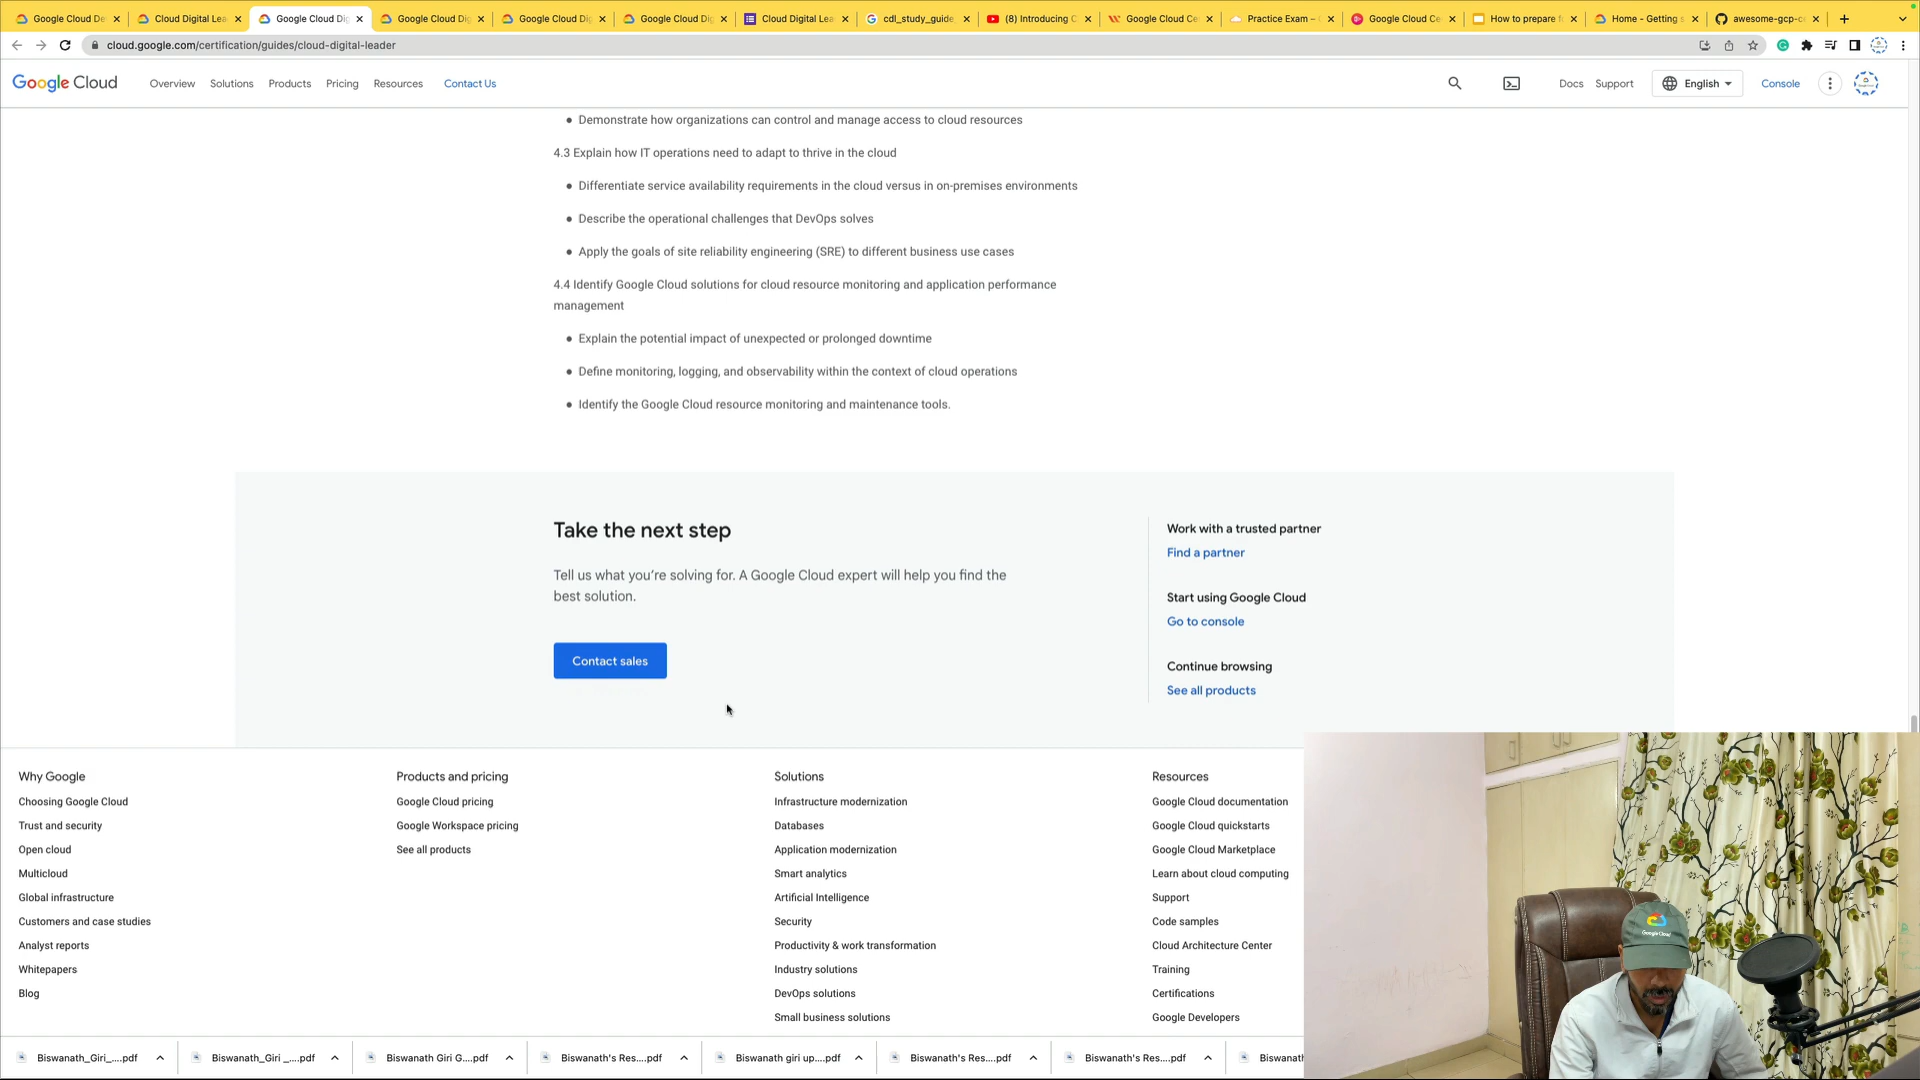 Google Cloud De
Cloud Digital Lea
Google Cloud Dig
Google Cloud Dig
Google Cloud Dig
Google Cloud Dig
Cloud Digital Lea
cdl_study_guide
(8) Introducing C
Google Cloud Ce
Practice Exam –
Google Cloud Ce
How to prepare f
Home - Getting s
awesome-gcp-ce
cloud.google.com/certification/guides/cloud-digital-leader
Google Cloud
Overview
Solutions
Products
Pricing
Resources
Contact Us
Docs
Support
English
Console
• Demonstrate how organizations can control and manage access to cloud resources
4.3 Explain how IT operations need to adapt to thrive in the cloud
• Differentiate service availability requirements in the cloud versus in on-premises environments
• Describe the operational challenges that DevOps solves
• Apply the goals of site reliability engineering (SRE) to different business use cases
4.4 Identify Google Cloud solutions for cloud resource monitoring and application performance
management
• Explain the potential impact of unexpected or prolonged downtime
• Define monitoring, logging, and observability within the context of cloud operations
• Identify the Google Cloud resource monitoring and maintenance tools.
Take the next step
Tell us what you're solving for. A Google Cloud expert will help you find the
best solution.
Contact sales
Work with a trusted partner
Find a partner
Start using Google Cloud
Go to console
Continue browsing
See all products
Why Google
Choosing Google Cloud
Trust and security
Open cloud
Multicloud
Global infrastructure
Customers and case studies
Analyst reports
Whitepapers
Blog
Products and pricing
Google Cloud pricing
Google Workspace pricing
See all products
Solutions
Infrastructure modernization
Databases
Application modernization
Smart analytics
Artificial Intelligence
Security
Productivity & work transformation
Industry solutions
DevOps solutions
Small business solutions
Resources
Google Cloud documentation
Google Cloud quickstarts
Google Cloud Marketplace
Learn about cloud computing
Support
Code samples
Cloud Architecture Center
Training
Certifications
Google Developers
Google Cloud
Biswanath_Giri_....pdf
Biswanath_Giri _....pdf
Biswanath Giri G....pdf
Biswanath's Res....pdf
Biswanath giri up....pdf
Biswanath's Res....pdf
Biswanath's Res....pdf
Biswanath